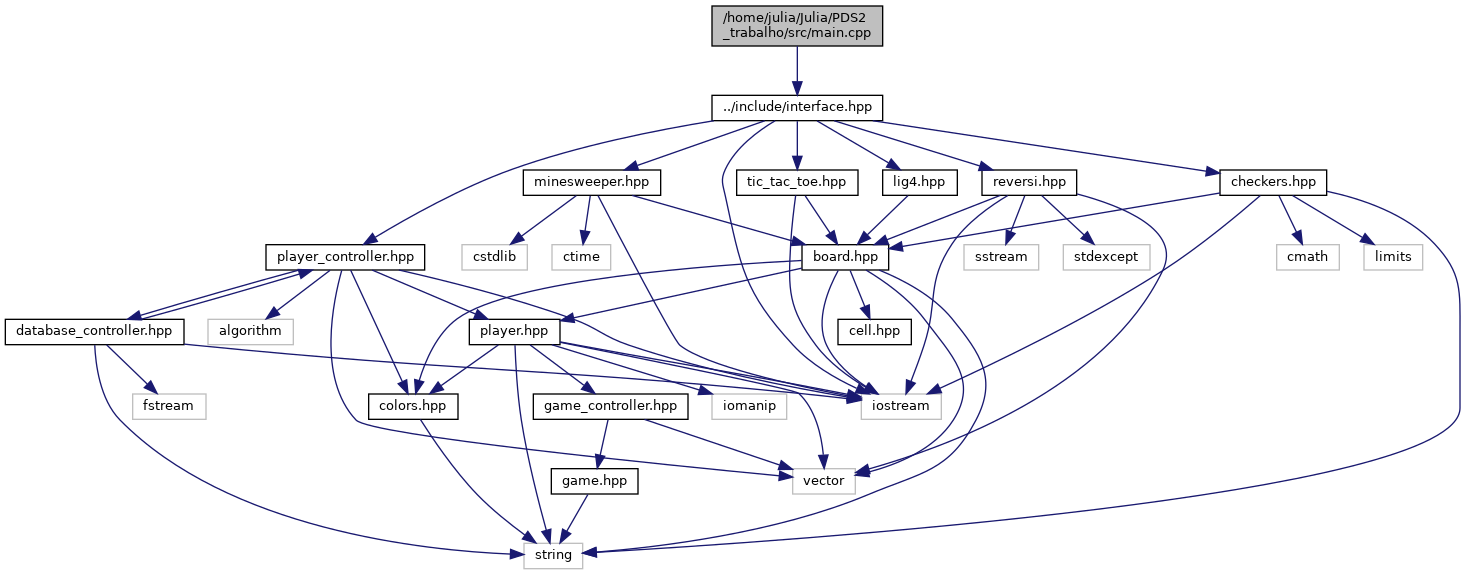 /home/julia/Julia/PDS2
_trabalho/src/main.cpp
../include/interface.hpp
minesweeper.hpp
tic_tac_toe.hpp
lig4.hpp
reversi.hpp
checkers.hpp
player_controller.hpp
cstdlib
ctime
board.hpp
sstream
stdexcept
cmath
limits
database_controller.hpp
algorithm
player.hpp
cell.hpp
fstream
colors.hpp
game_controller.hpp
iomanip
iostream
game.hpp
vector
string